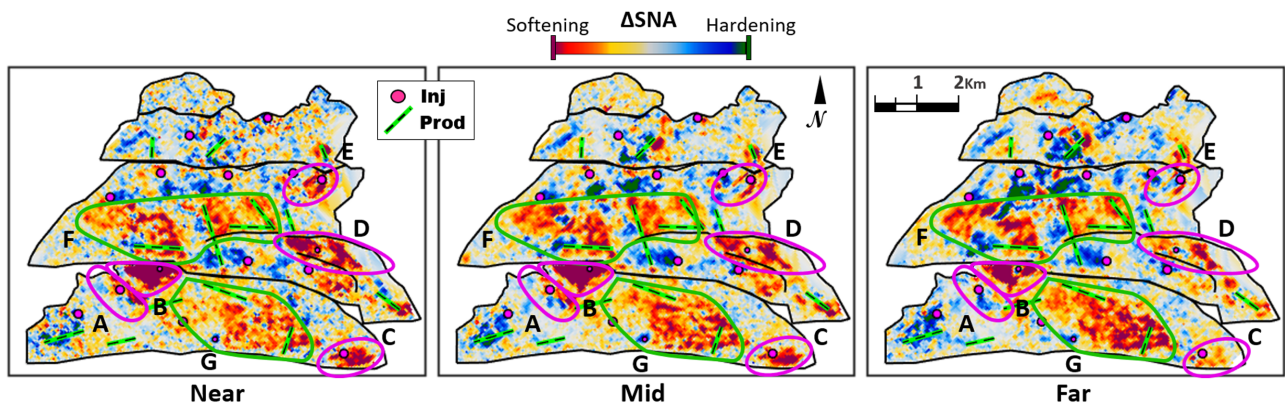 ΔSNA
Softening Hardening
Inj
Prod
1 2Km
N
E
D
F
A
B
C
G
Near
E
D
F
A
B
C
G
Mid
E
D
F
A
B
C
G
Far